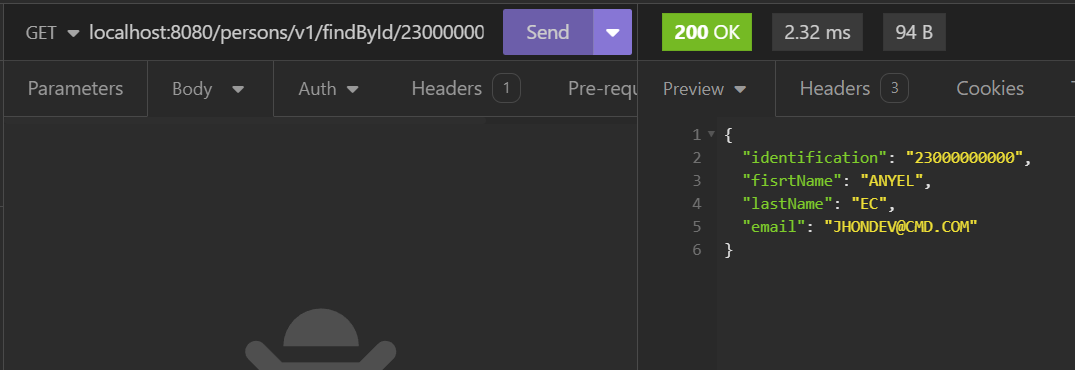 GET localhost:8080/persons/v1/findById/23000000 Send
200 OK 2.32 ms 94 B
Parameters Body Auth Headers 1 Pre-requ
Preview Headers 3 Cookies
1 {
2 "identification": "23000000000",
3 "fisrtName": "ANYEL",
4 "lastName": "EC",
5 "email": "JHONDEV@CMD.COM"
6 }